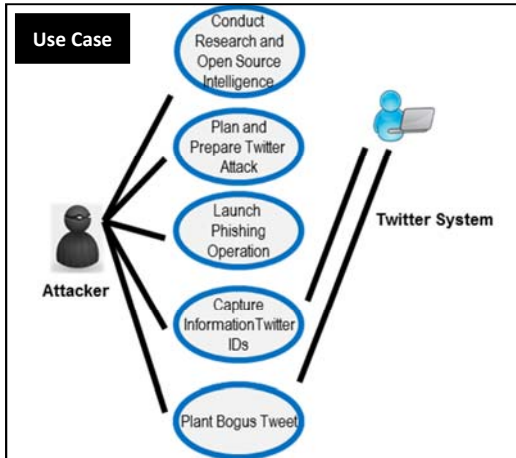 Use Case
Conduct
Research and
Open Source
Intelligence
Plan and
Prepare Twitter
Attack
Launch
Phishing
Operation
Capture
InformationTwitter
IDs
Plant Bogus Tweet
Attacker
Twitter System